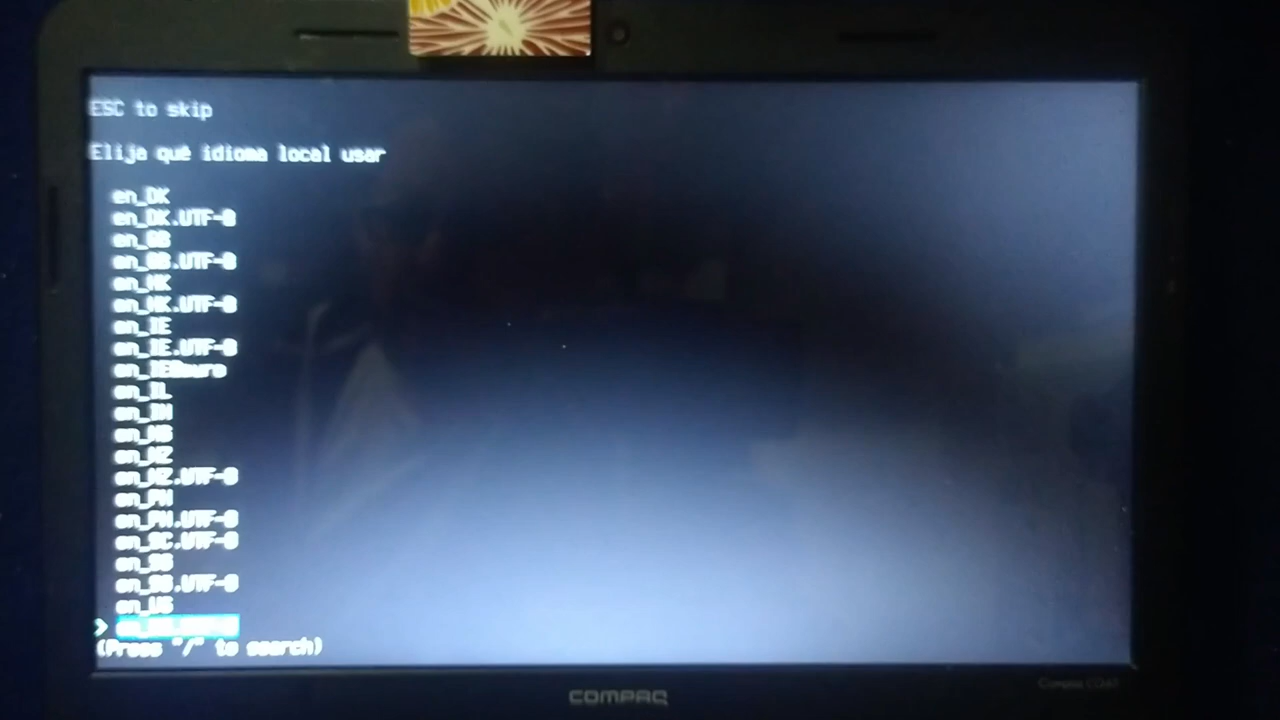 ESC to skip
Elija qué idioma local usar
en_DK
en_DK.UTF-8
en_GB
en_GB.UTF-8
en_HK
en_HK.UTF-8
en_IE
en_IE.UTF-8
en_IE@euro
en_IL
en_IN
en_NG
en_NZ
en_NZ.UTF-8
en_PH
en_PH.UTF-8
en_SC.UTF-8
en_SG
en_SG.UTF-8
en_US
>
(Press "/" to search)
COMPAQ
Compaq